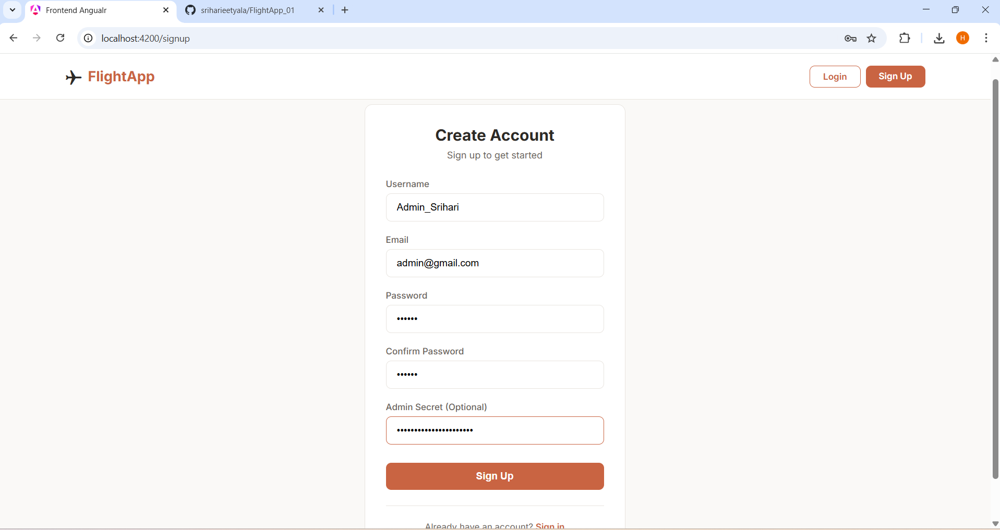 Frontend Angualr
sriharieetyala/FlightApp_01
localhost:4200/signup
H
FlightApp
Login
Sign Up
Create Account
Sign up to get started
Username
Admin_Srihari
Email
admin@gmail.com
Password
••••••
Confirm Password
••••••
Admin Secret (Optional)
••••••••••••••••••••••
Sign Up
Already have an account? Sign in